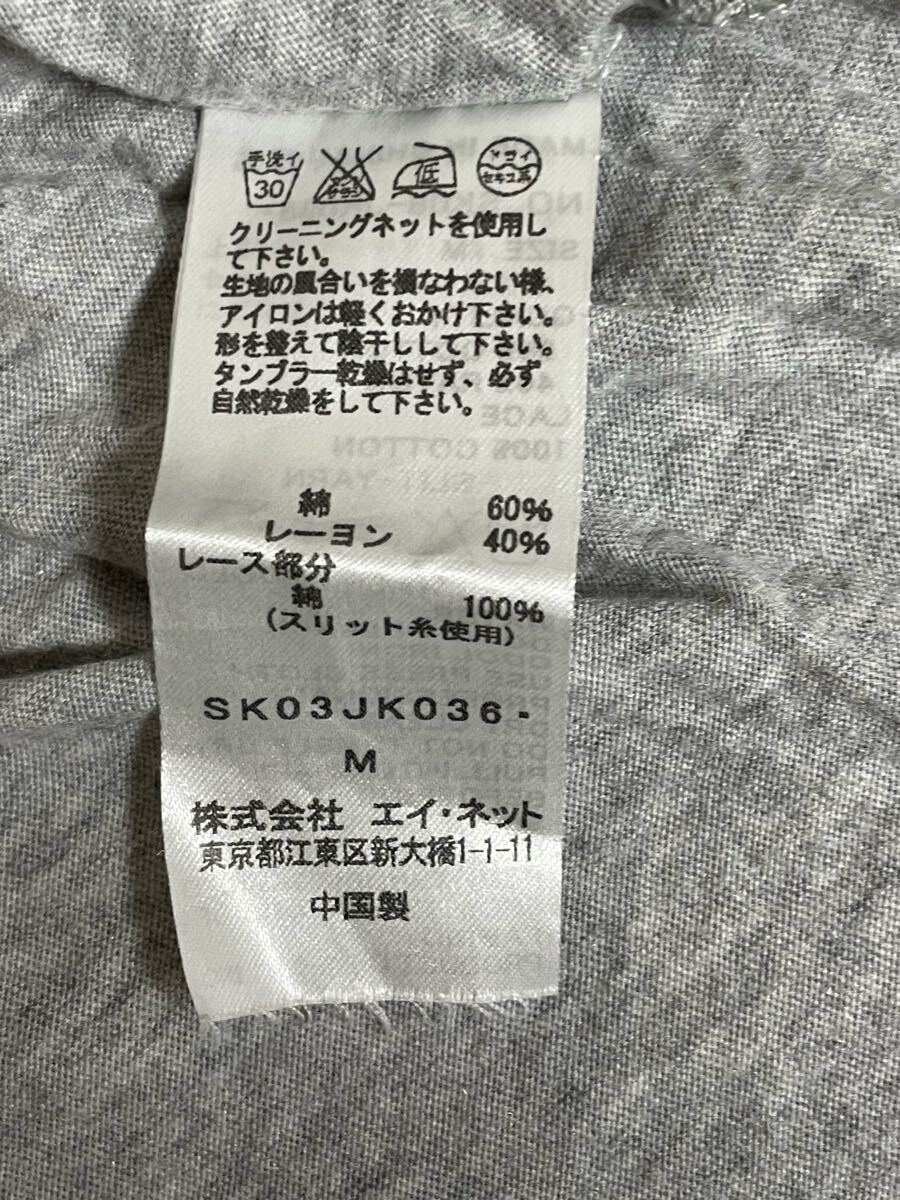 手洗イ
30
エンソ
サラシ
低
ドライ
セキユ系
クリーニングネットを使用し
て下さい。
生地の風合いを損なわない様、
アイロンは軽くおかけ下さい。
形を整えて陰干しして下さい。
タンブラー乾燥はせず、必ず
自然乾燥をして下さい。
綿 60%
レーヨン 40%
レース部分
綿 100%
(スリット糸使用)
SK03JK036-
M
株式会社 エイ・ネット
東京都江東区新大橋1-1-11
中国製